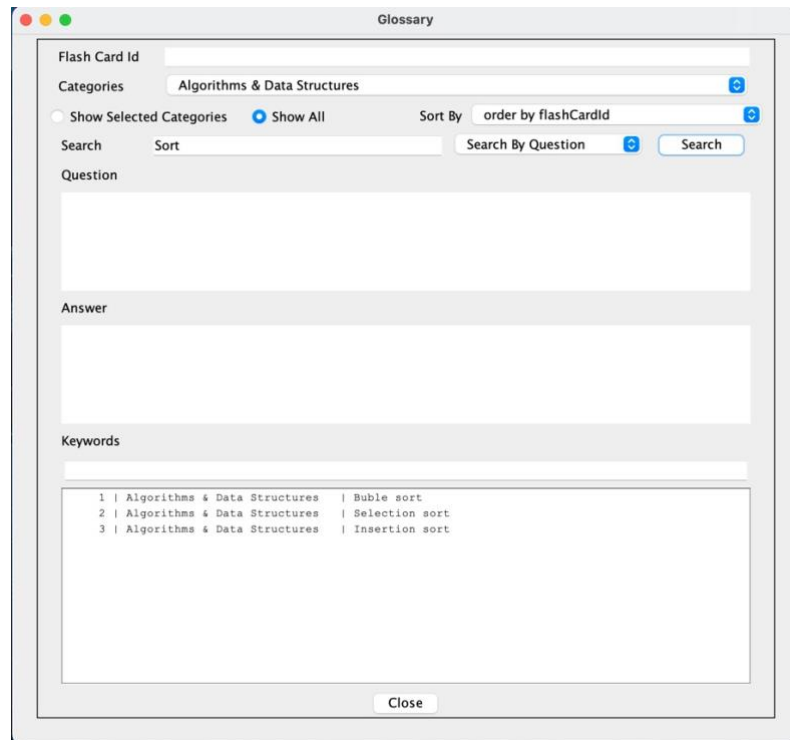 Glossary
Flash Card Id
Categories Algorithms & Data Structures
Show Selected Categories Show All Sort By order by flashCardId
Search Sort Search By Question Search
Question
Answer
Keywords
1 | Algorithms & Data Structures | Buble sort
2 | Algorithms & Data Structures | Selection sort
3 | Algorithms & Data Structures | Insertion sort
Close